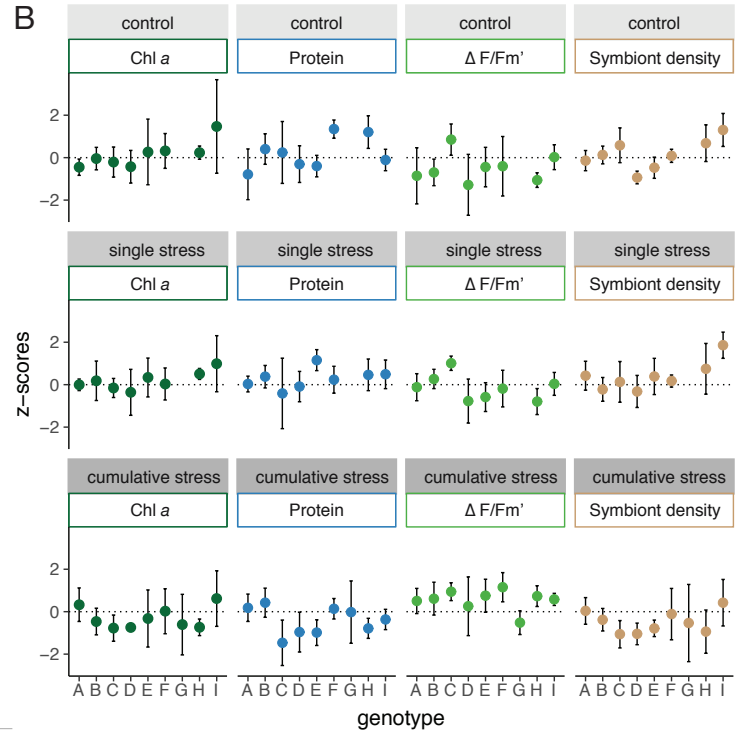 B
control control control control
Chl a Protein Δ F/Fm' Symbiont density
2
0
−2
single stress single stress single stress single stress
Chl a Protein Δ F/Fm' Symbiont density
2
0
−2
z-scores
cumulative stress cumulative stress cumulative stress cumulative stress
Chl a Protein Δ F/Fm' Symbiont density
2
0
−2
A B C D E F G H I A B C D E F G H I A B C D E F G H I A B C D E F G H I
genotype